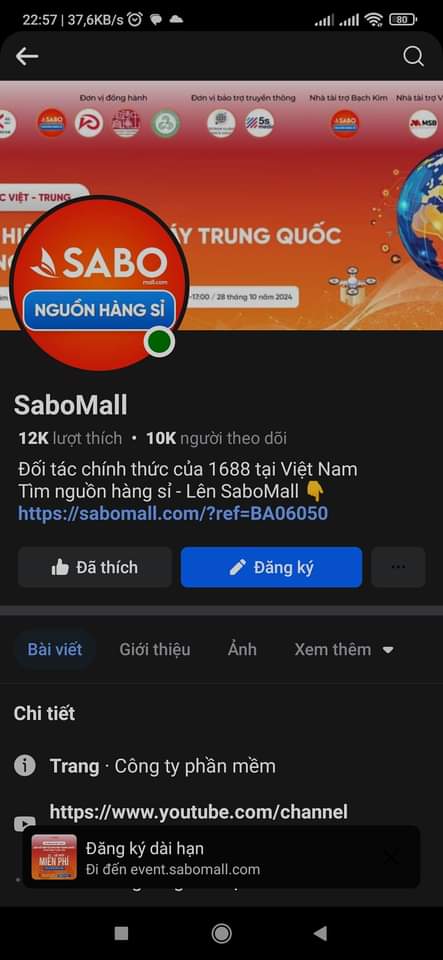 22:57 | 37,6KB/s
80
Đơn vị đồng hành
Đơn vị bảo trợ truyền thông
Nhà tài trợ Bạch Kim
Nhà tài trợ V
SABO
5s
SABO
MSB
C VIỆT - TRUNG
HI
ÁY TRUNG QUỐC
-17:00 / 28 tháng 10 năm 2024
SABO
mall.com
NGUỒN HÀNG SỈ
SaboMall
12K lượt thích • 10K người theo dõi
Đối tác chính thức của 1688 tại Việt Nam
Tìm nguồn hàng sỉ - Lên SaboMall 👇
https://sabomall.com/?ref=BA06050
Đã thích
Đăng ký
Bài viết
Giới thiệu
Ảnh
Xem thêm
Chi tiết
Trang · Công ty phần mềm
https://www.youtube.com/channel
MIỄN PHÍ
Đăng ký dài hạn
Đi đến event.sabomall.com